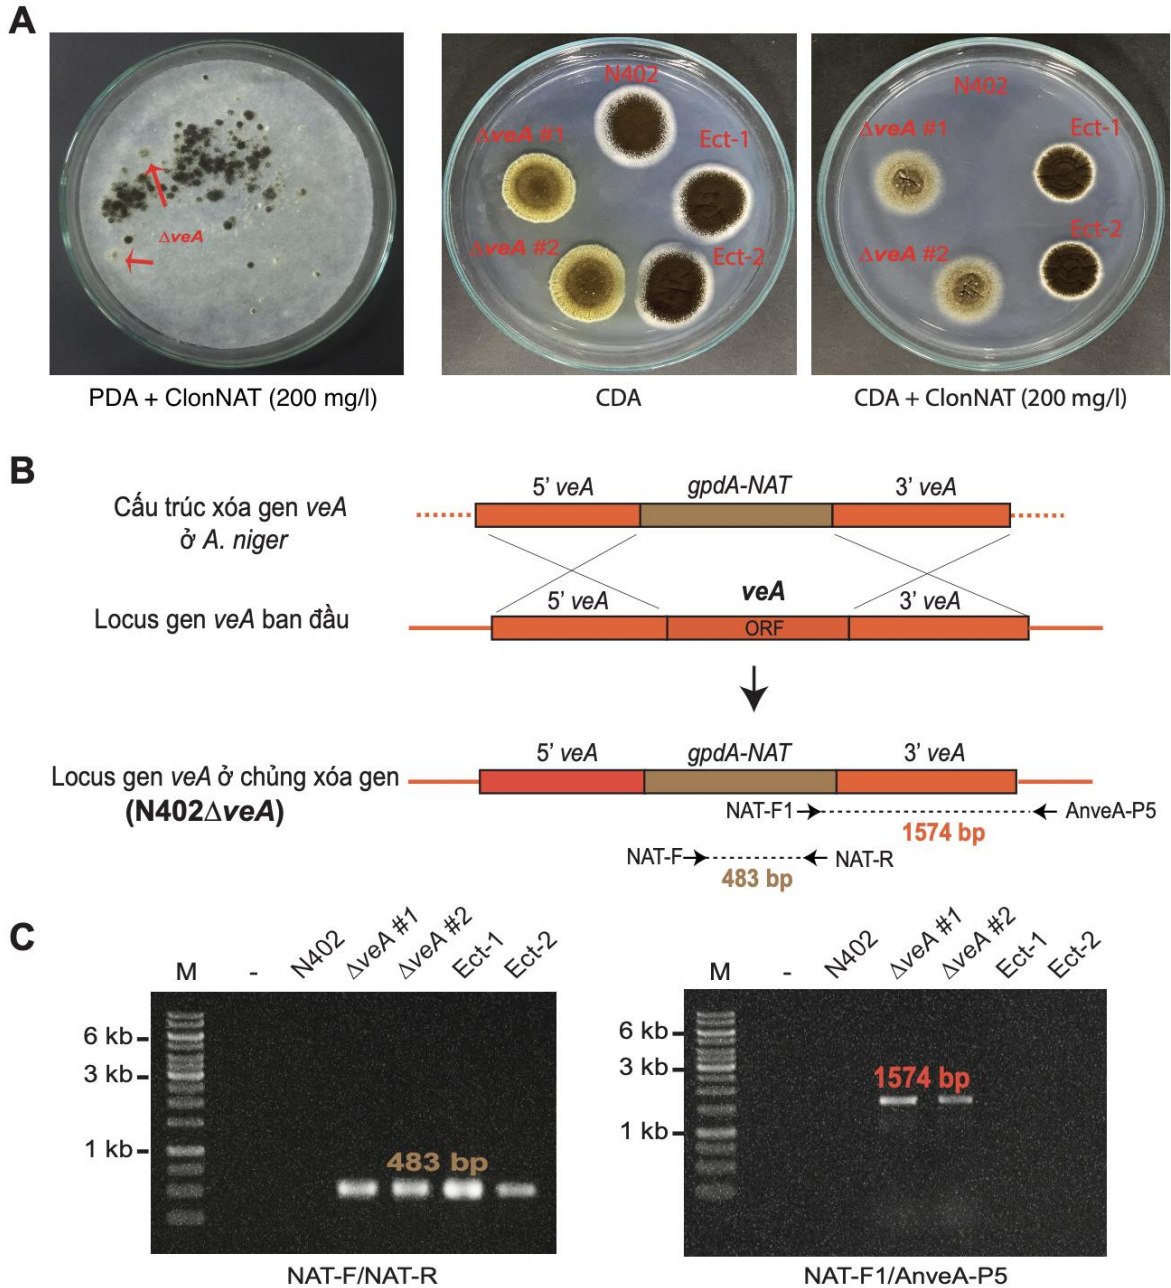 A
N402
ΔveA #1
Ect-1
ΔveA #2
Ect-2
ΔveA
N402
ΔveA #1
Ect-1
ΔveA #2
Ect-2
PDA + ClonNAT (200 mg/l)
CDA
CDA + ClonNAT (200 mg/l)
B
5' veA
gpdA-NAT
3' veA
Cấu trúc xóa gen veA
ở A. niger
veA
5' veA
3' veA
Locus gen veA ban đầu
ORF
5' veA
gpdA-NAT
3' veA
Locus gen veA ở chủng xóa gen
(N402ΔveA)
NAT-F1
AnveA-P5
1574 bp
NAT-F
NAT-R
483 bp
C
M
-
N402
ΔveA #1
ΔveA #2
Ect-1
Ect-2
6 kb
3 kb
1 kb
483 bp
NAT-F/NAT-R
M
-
N402
ΔveA #1
ΔveA #2
Ect-1
Ect-2
6 kb
3 kb
1574 bp
1 kb
NAT-F1/AnveA-P5